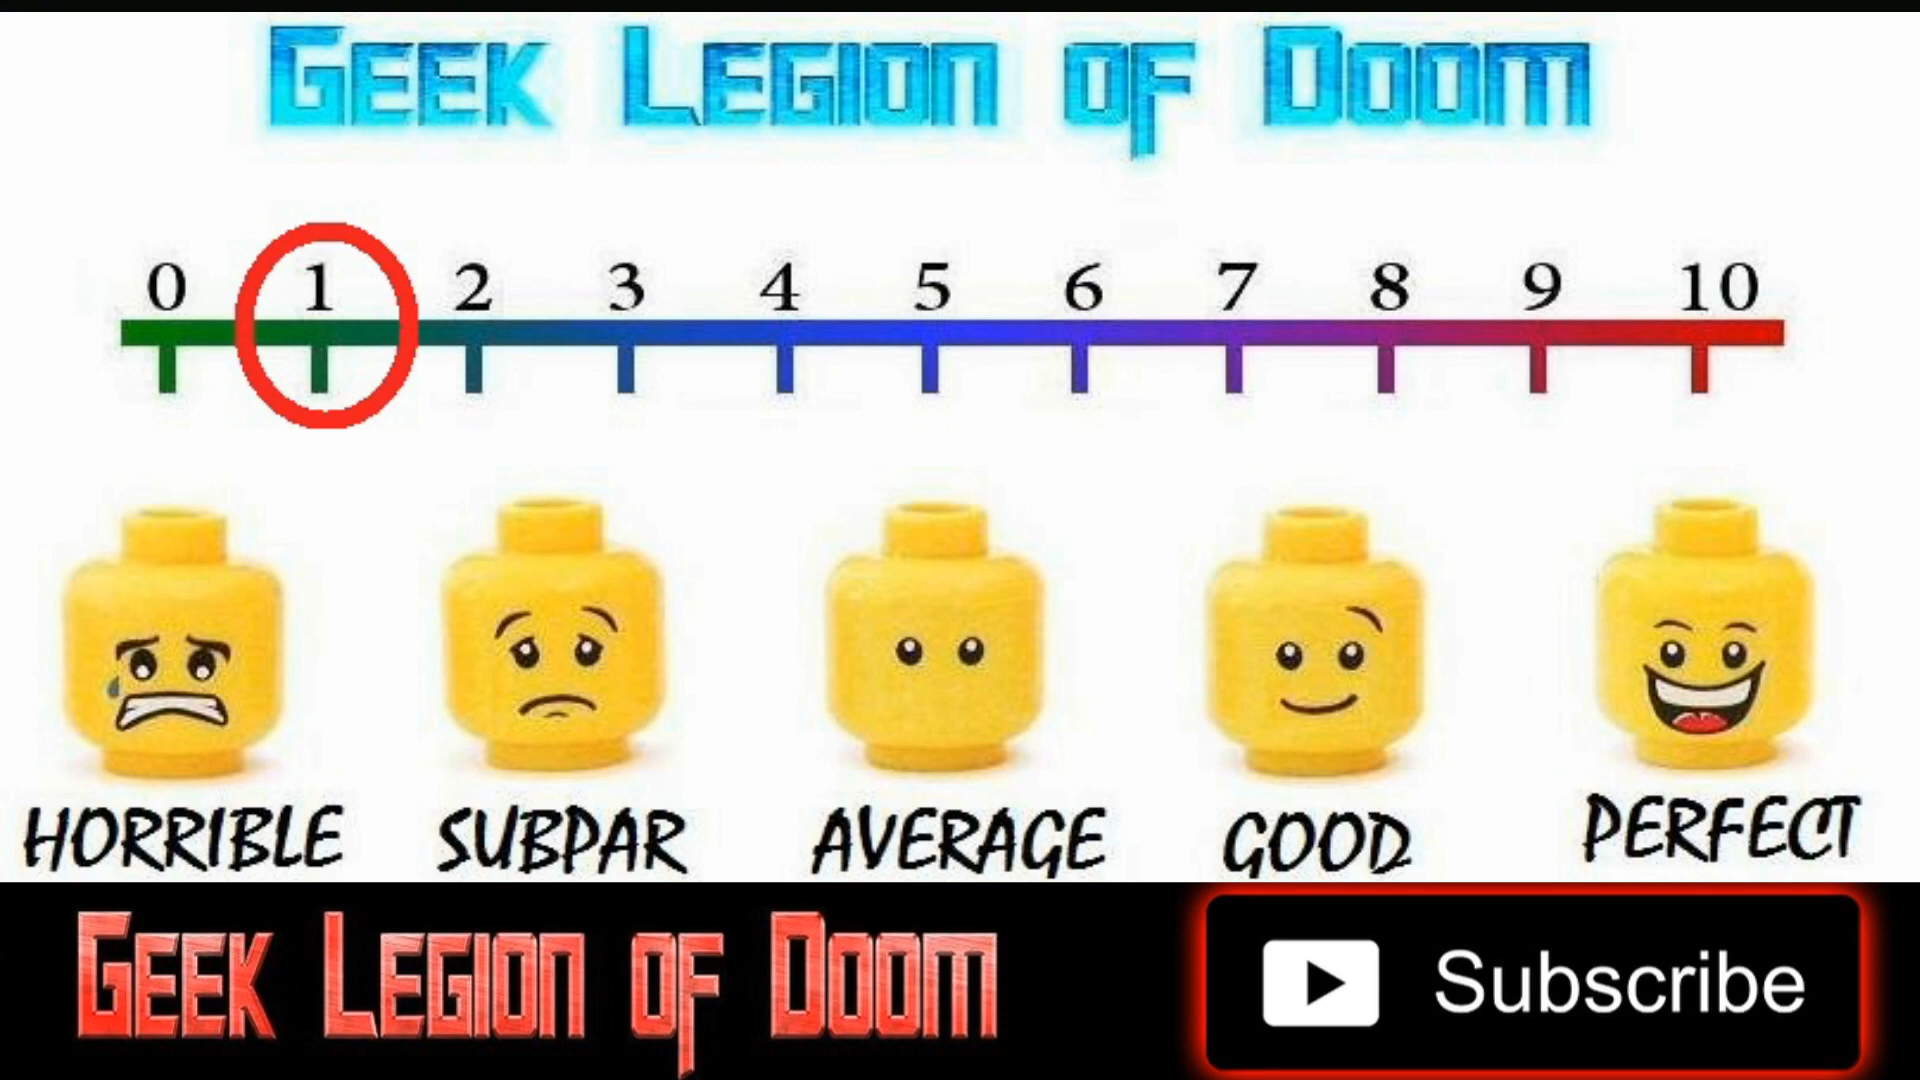 GEEK LEGION OF DOOM
0 1 2 3 4 5 6 7 8 9 10
HORRIBLE SUBPAR AVERAGE GOOD PERFECT
GEEK LEGION OF DOOM
Subscribe